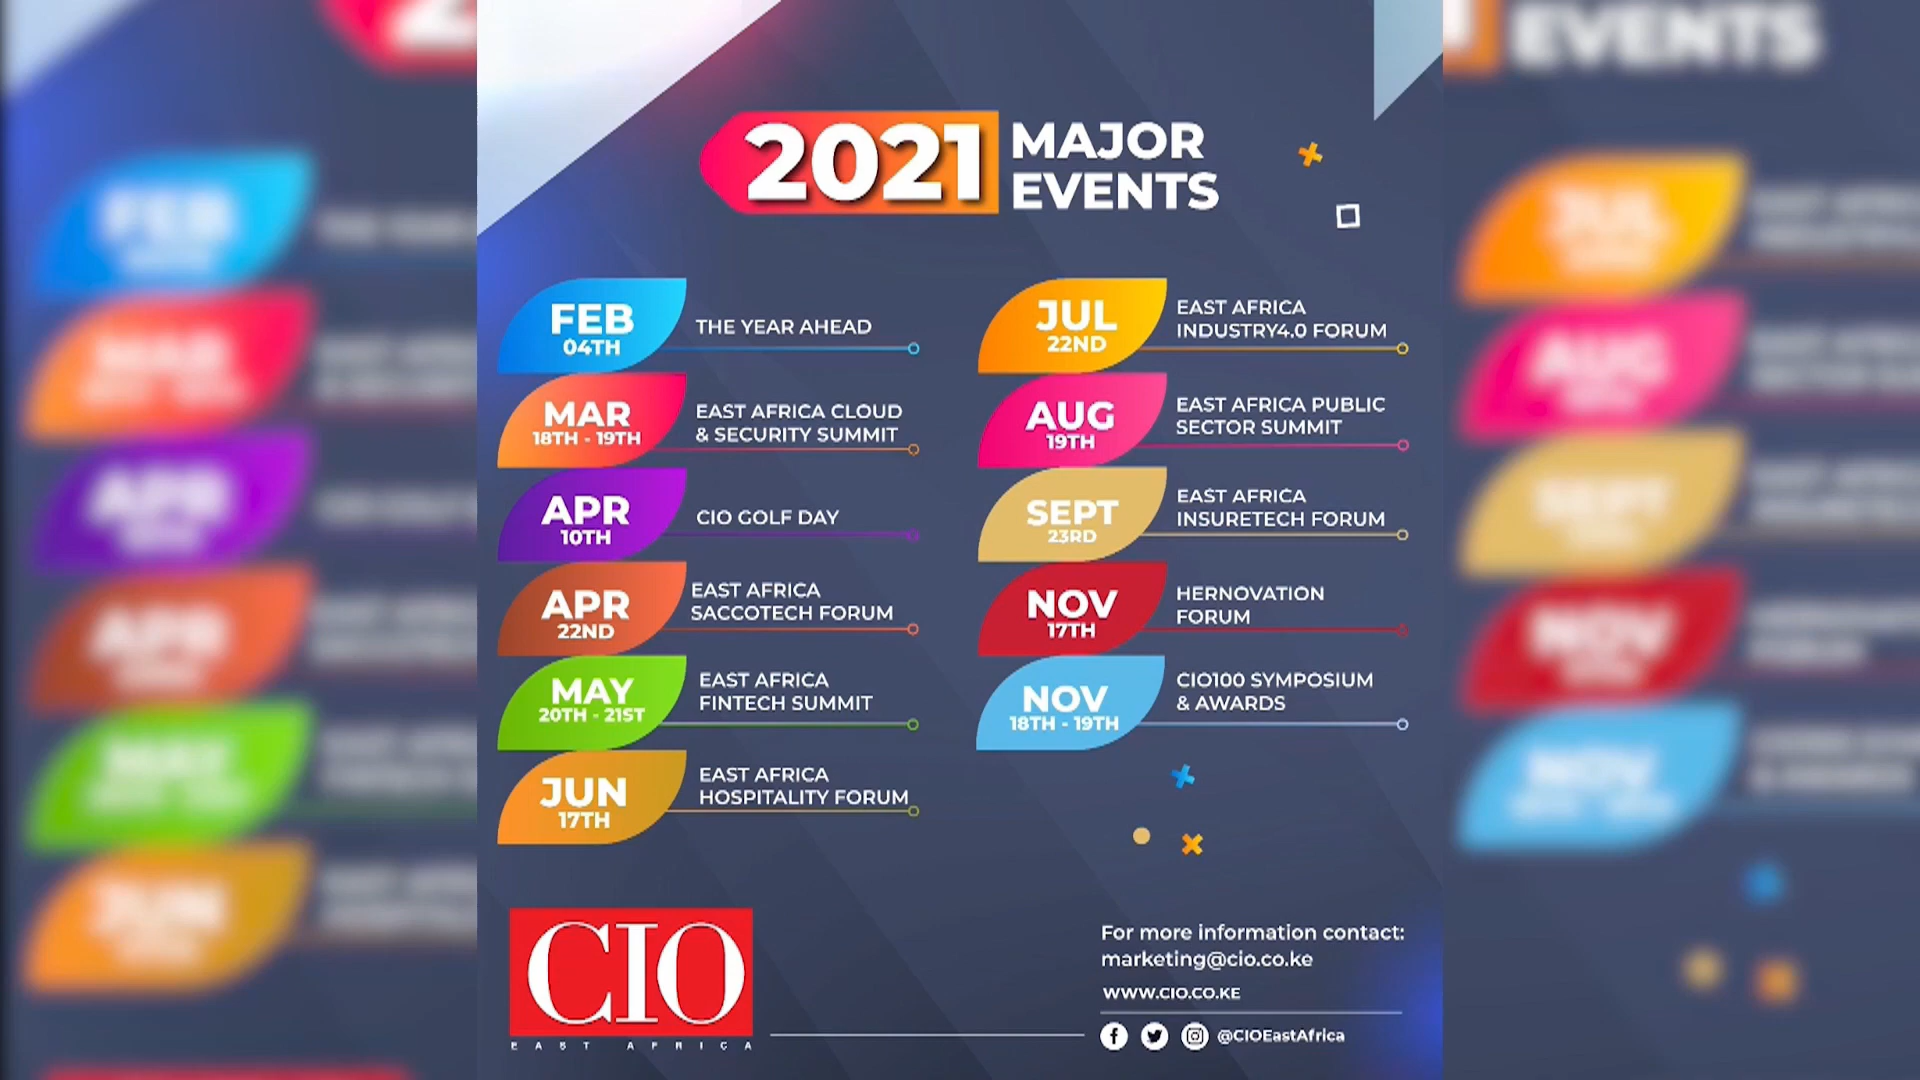 2021 MAJOR
EVENTS
FEB
04TH
THE YEAR AHEAD
MAR
18TH - 19TH
EAST AFRICA CLOUD
& SECURITY SUMMIT
APR
10TH
CIO GOLF DAY
APR
22ND
EAST AFRICA
SACCOTECH FORUM
MAY
20TH - 21ST
EAST AFRICA
FINTECH SUMMIT
JUN
17TH
EAST AFRICA
HOSPITALITY FORUM
JUL
22ND
EAST AFRICA
INDUSTRY4.0 FORUM
AUG
19TH
EAST AFRICA PUBLIC
SECTOR SUMMIT
SEPT
23RD
EAST AFRICA
INSURETECH FORUM
NOV
17TH
HERNOVATION
FORUM
NOV
18TH - 19TH
CIO100 SYMPOSIUM
& AWARDS
CIO
EAST AFRICA
For more information contact:
marketing@cio.co.ke
WWW.CIO.CO.KE
@CIOEastAfrica